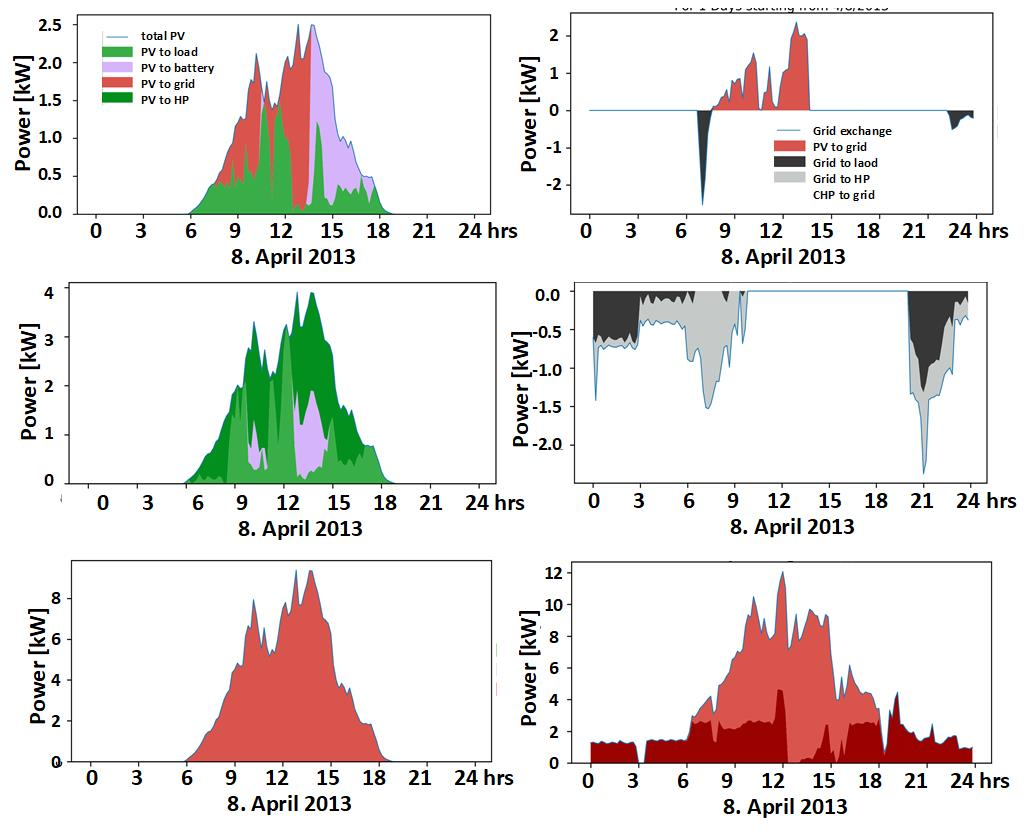 For 1 Days starting from 4/8/2013
2.5
2.0
1.5
1.0
0.5
0.0
Power [kW]
total PV
PV to load
PV to battery
PV to grid
PV to HP
0 3 6 9 12 15 18 21 24 hrs
8. April 2013
2
1
0
-1
-2
Power [kW]
Grid exchange
PV to grid
Grid to laod
Grid to HP
CHP to grid
0 3 6 9 12 15 18 21 24 hrs
8. April 2013
4
3
2
1
0
Power [kW]
0 3 6 9 12 15 18 21 24 hrs
8. April 2013
0.0
-0.5
-1.0
-1.5
-2.0
Power [kW]
0 3 6 9 12 15 18 21 24 hrs
8. April 2013
8
6
4
2
0
Power [kW]
0 3 6 9 12 15 18 21 24 hrs
8. April 2013
12
10
8
6
4
2
0
Power [kW]
0 3 6 9 12 15 18 21 24 hrs
8. April 2013